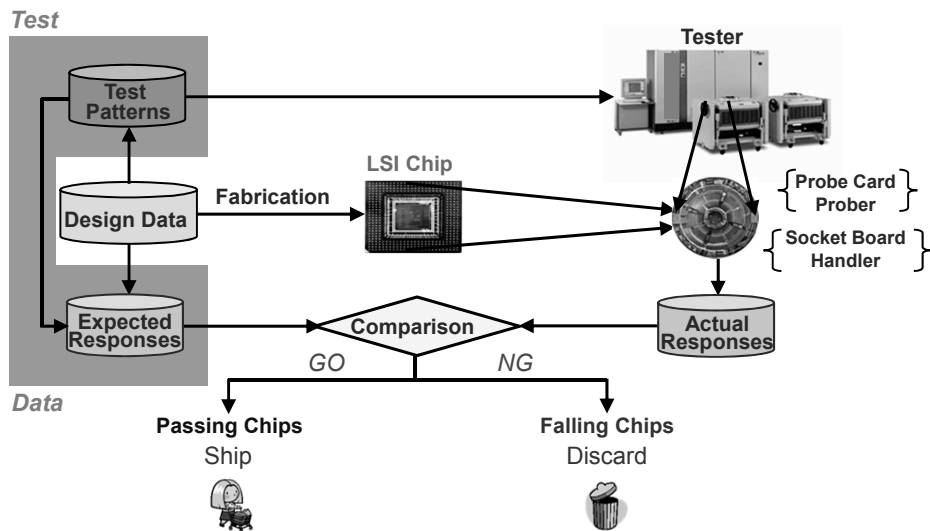 Test
Tester
Test
Patterns
LSI Chip
Fabrication
Design Data
Probe Card
Prober
Socket Board
Handler
Expected
Responses
Comparison
Actual
Responses
GO
NG
Data
Passing Chips
Ship
Falling Chips
Discard